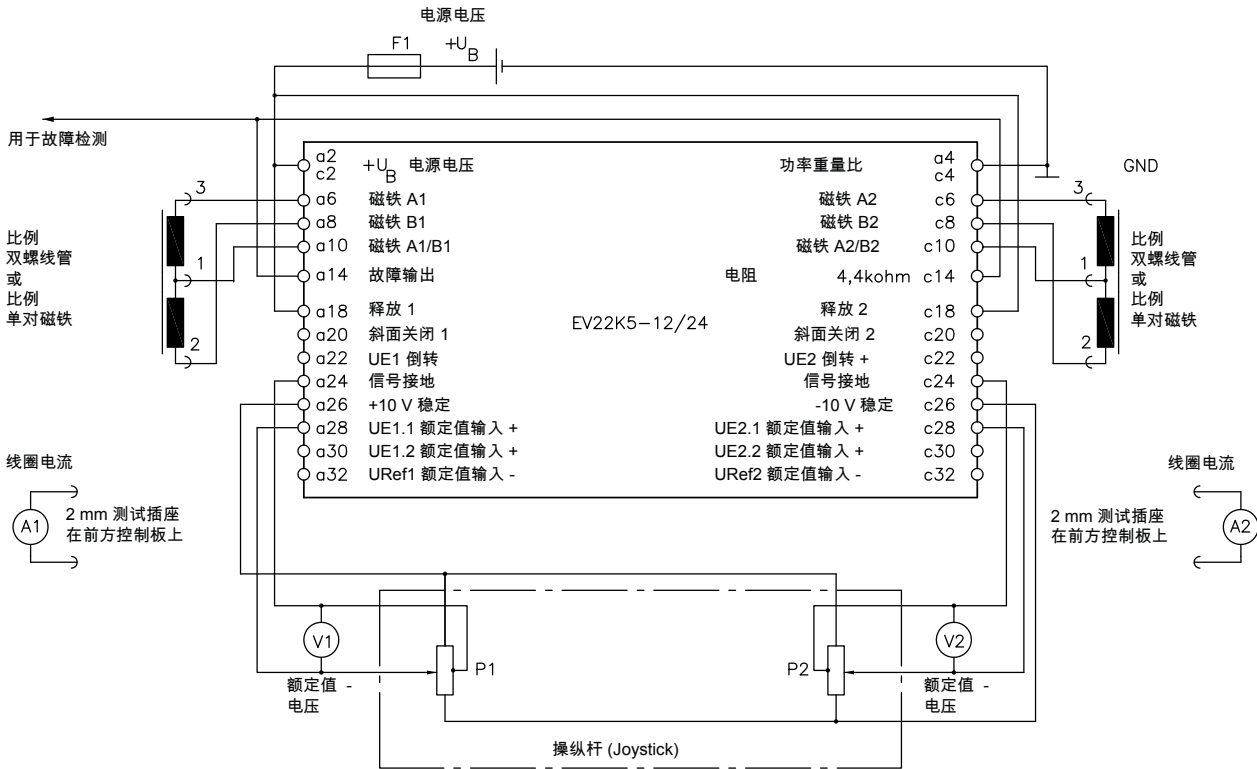 电源电压
F1
+U
B
用于故障检测
a2
c2
+U
B
电源电压
功率重量比
a4
c4
GND
3
a6
磁铁 A1
磁铁 A2
c6
3
a8
磁铁 B1
磁铁 B2
c8
比例
双螺线管
或
比例
单对磁铁
1
a10
磁铁 A1/B1
磁铁 A2/B2
c10
1
比例
双螺线管
或
比例
单对磁铁
a14
故障输出
电阻
4,4kohm
c14
a18
释放 1
释放 2
c18
EV22K5-12/24
2
a20
斜面关闭 1
斜面关闭 2
c20
2
a22
UE1 倒转
UE2 倒转 +
c22
a24
信号接地
信号接地
c24
a26
+10 V 稳定
-10 V 稳定
c26
a28
UE1.1 额定值输入 +
UE2.1 额定值输入 +
c28
a30
UE1.2 额定值输入 +
UE2.2 额定值输入 +
c30
a32
URef1 额定值输入 -
URef2 额定值输入 -
c32
线圈电流
A1
2 mm 测试插座
在前方控制板上
线圈电流
2 mm 测试插座
在前方控制板上
A2
V1
额定值 -
电压
P1
P2
V2
额定值 -
电压
操纵杆 (Joystick)